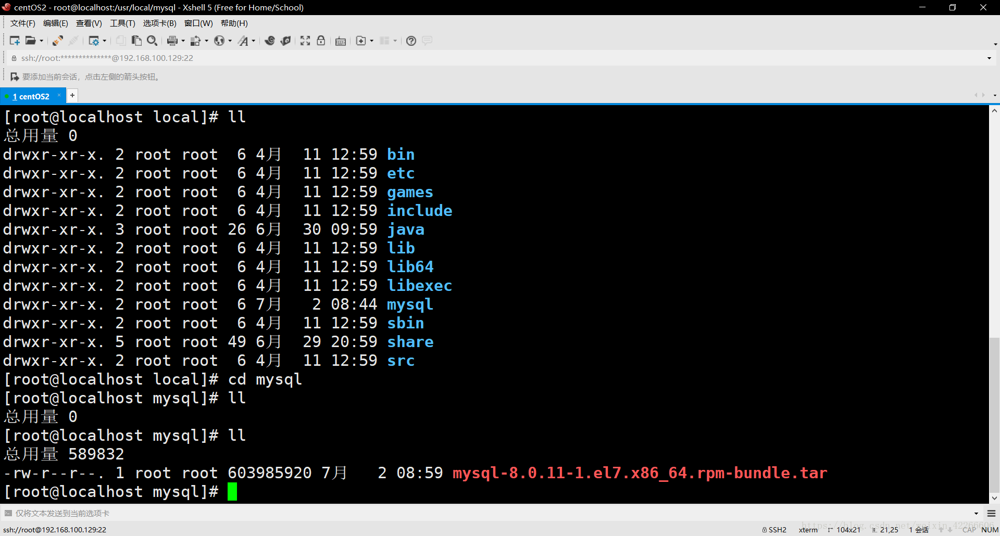 centOS2 - root@localhost:/usr/local/mysql - Xshell 5 (Free for Home/School)
文件(F) 编辑(E) 查看(V) 工具(T) 选项卡(B) 窗口(W) 帮助(H)
ssh://root:**************@192.168.100.129:22
要添加当前会话，点击左侧的箭头按钮。
1 centOS2 × +
[root@localhost local]# ll
总用量 0
drwxr-xr-x. 2 root root  6 4月  11 12:59 bin
drwxr-xr-x. 2 root root  6 4月  11 12:59 etc
drwxr-xr-x. 2 root root  6 4月  11 12:59 games
drwxr-xr-x. 2 root root  6 4月  11 12:59 include
drwxr-xr-x. 3 root root 26 6月  30 09:59 java
drwxr-xr-x. 2 root root  6 4月  11 12:59 lib
drwxr-xr-x. 2 root root  6 4月  11 12:59 lib64
drwxr-xr-x. 2 root root  6 4月  11 12:59 libexec
drwxr-xr-x. 2 root root  6 7月   2 08:44 mysql
drwxr-xr-x. 2 root root  6 4月  11 12:59 sbin
drwxr-xr-x. 5 root root 49 6月  29 20:59 share
drwxr-xr-x. 2 root root  6 4月  11 12:59 src
[root@localhost local]# cd mysql
[root@localhost mysql]# ll
总用量 0
[root@localhost mysql]# ll
总用量 589832
-rw-r--r--. 1 root root 603985920 7月   2 08:59 mysql-8.0.11-1.el7.x86_64.rpm-bundle.tar
[root@localhost mysql]#
仅将文本发送到当前选项卡
https://blog.csdn.net/weixin_42266606
ssh://root@192.168.100.129:22 SSH2 xterm 104x21 21,25 1 会话 CAP NUM